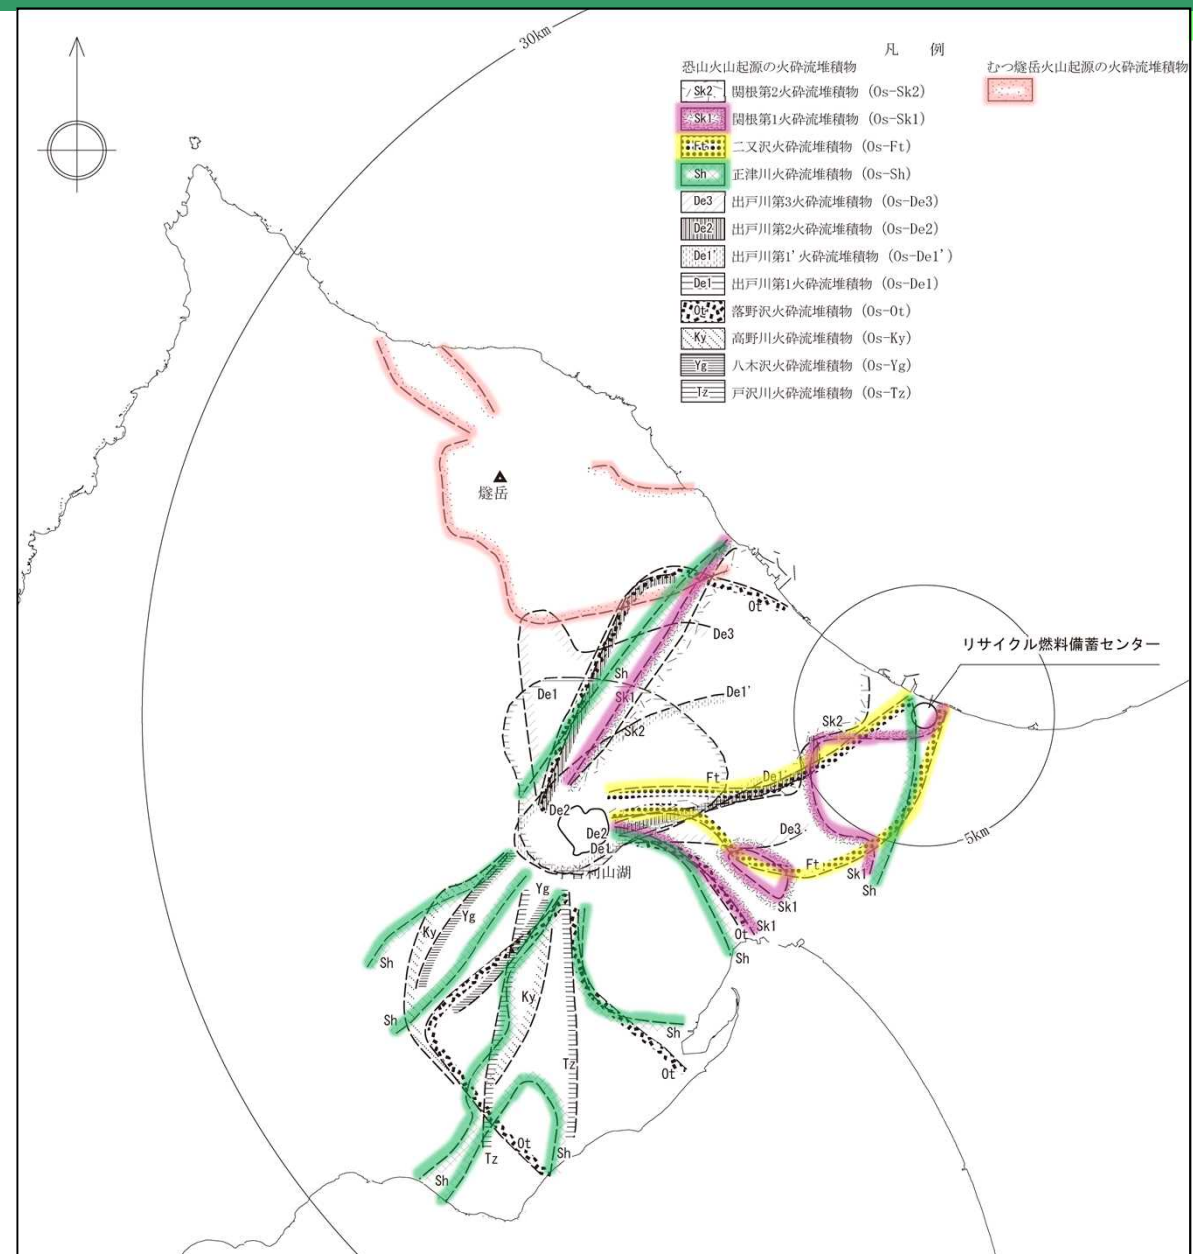 30km
凡 例
恐山火山起源の火砕流堆積物
むつ燧岳火山起源の火砕流堆積物
Sk2 関根第2火砕流堆積物 (Os-Sk2)
Sk1 関根第1火砕流堆積物 (Os-Sk1)
Ft 二又沢火砕流堆積物 (Os-Ft)
Sh 正津川火砕流堆積物 (Os-Sh)
De3 出戸川第3火砕流堆積物 (Os-De3)
De2 出戸川第2火砕流堆積物 (Os-De2)
De1' 出戸川第1'火砕流堆積物 (Os-De1')
De1 出戸川第1火砕流堆積物 (Os-De1)
Ot 落野沢火砕流堆積物 (Os-Ot)
Ky 高野川火砕流堆積物 (Os-Ky)
Yg 八木沢火砕流堆積物 (Os-Yg)
Tz 戸沢川火砕流堆積物 (Os-Tz)
燧岳
Ot
De3
リサイクル燃料備蓄センター
Sh
De1
Sk1
De1'
Sk2
Sk2
Ft
De1'
De2
De2
De3
5km
De1
Ft
Sk1
利山湖
Yg
Sh
Sk1
Yg
Ky
Sk1
Ot
Sh
Sh
Ky
Sh
Sh
Tz
Ot
Ot
Sh
Tz
Sh